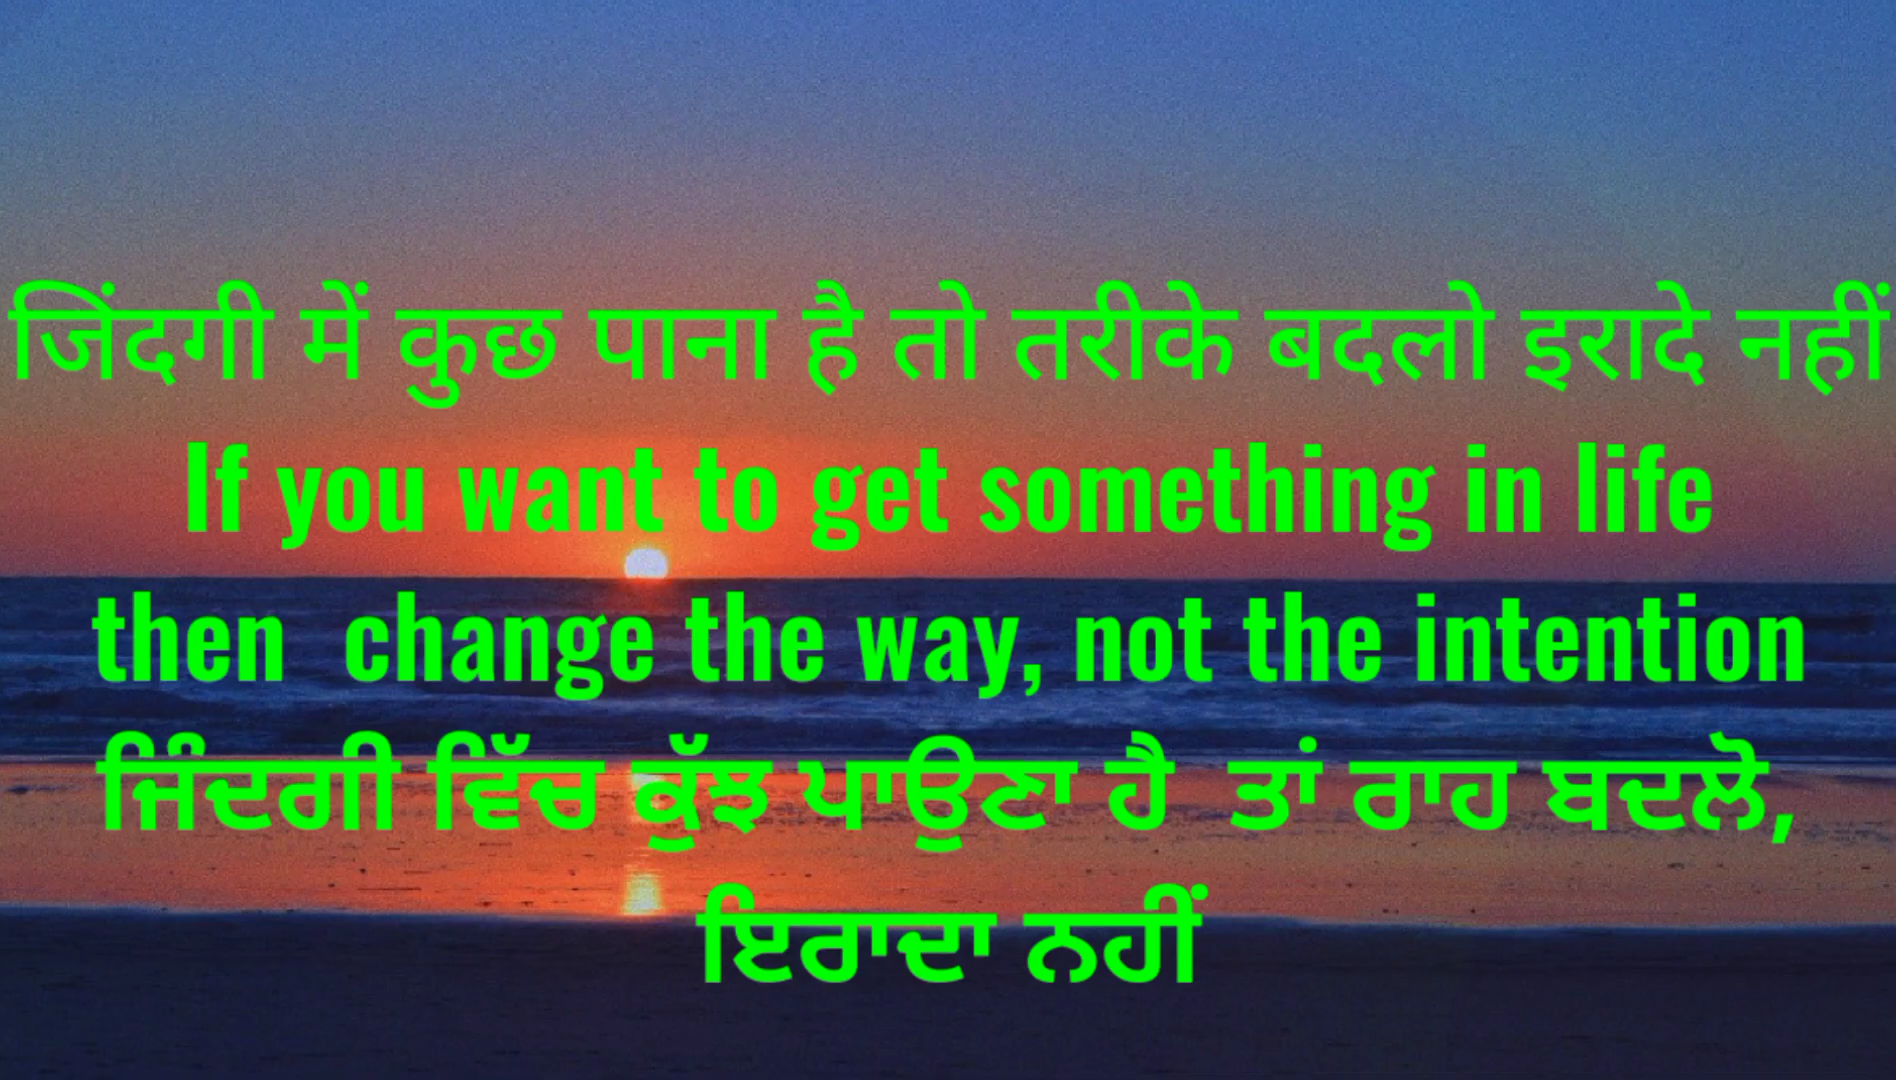 जिंदगी में कुछ पाना है तो तरीके बदलो इरादे नहीं
If you want to get something in life
then  change the way, not the intention
ਜਿੰਦਗੀ ਵਿੱਚ ਕੁੱਝ ਪਾਉਣਾ ਹੈ  ਤਾਂ ਰਾਹ ਬਦਲੋ,
ਇਰਾਦਾ ਨਹੀਂ